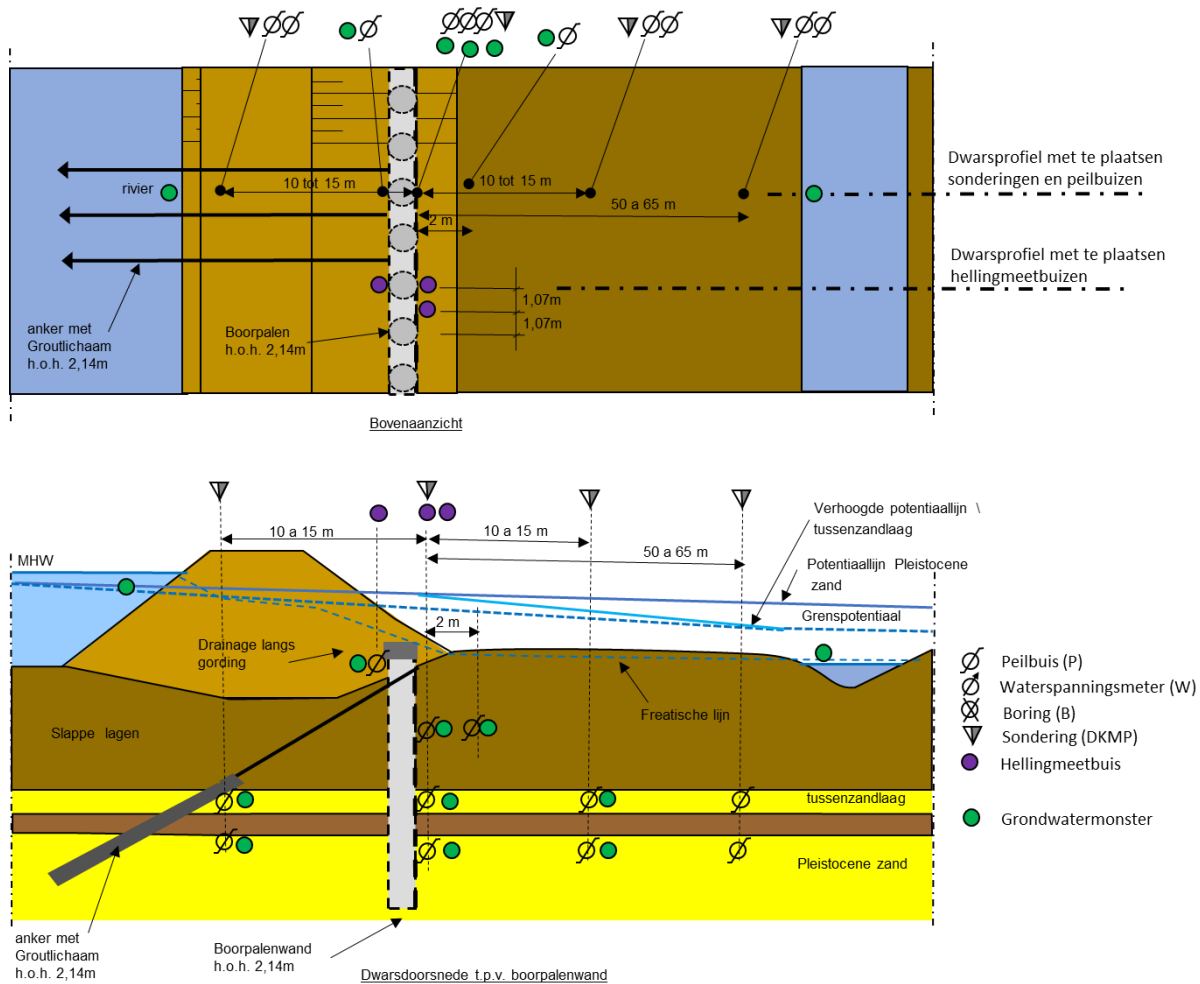 rivier
10 tot 15 m
10 tot 15 m
50 a 65 m
2 m
Dwarsprofiel met te plaatsen
sonderingen en peilbuizen
Dwarsprofiel met te plaatsen
hellingmeetbuizen
1,07m
1,07m
anker met
Groutlichaam
h.o.h. 2,14m
Boorpalen
h.o.h. 2,14m
Bovenaanzicht
10 a 15 m
10 a 15 m
50 a 65 m
Verhoogde potentiaallijn \
tussenzandlaag
MHW
Potentiaallijn Pleistocene
zand
Grenspotentiaal
2 m
Drainage langs
gording
Freatische lijn
Slappe lagen
tussenzandlaag
Pleistocene zand
Peilbuis (P)
Waterspanningsmeter (W)
Boring (B)
Sondering (DKMP)
Hellingmeetbuis
Grondwatermonster
anker met
Groutlichaam
h.o.h. 2,14m
Boorpalenwand
h.o.h. 2,14m
Dwarsdoorsnede t.p.v. boorpalenwand